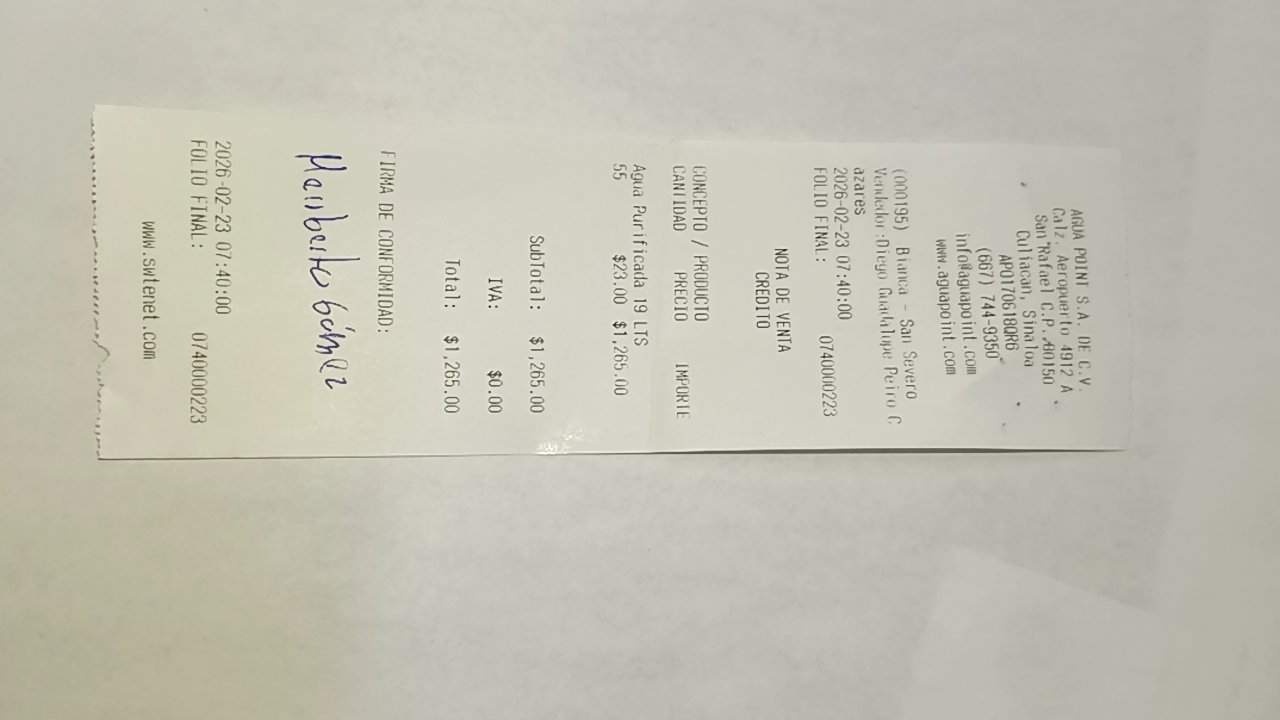 AGUA POINT S.A. DE C.V.
Calz. Aeropuerto 4912 A
San Rafael C.P. 80150
Culiacan, Sinaloa
APO170618QR6
(667) 744-9350
info@aguapoint.com
www.aguapoint.com
(000195) Bianca - San Severo
Vendedor:Diego Guadalupe Peiro C
azares
2026-02-23 07:40:00
FOLIO FINAL: 0740000223
NOTA DE VENTA
CREDITO
CONCEPTO / PRODUCTO
CANTIDAD PRECIO IMPORTE
Agua Purificada 19 LTS
55 $23.00 $1,265.00
SubTotal: $1,265.00
IVA: $0.00
Total: $1,265.00
FIRMA DE CONFORMIDAD:
2026-02-23 07:40:00
FOLIO FINAL: 0740000223
www.swtenet.com